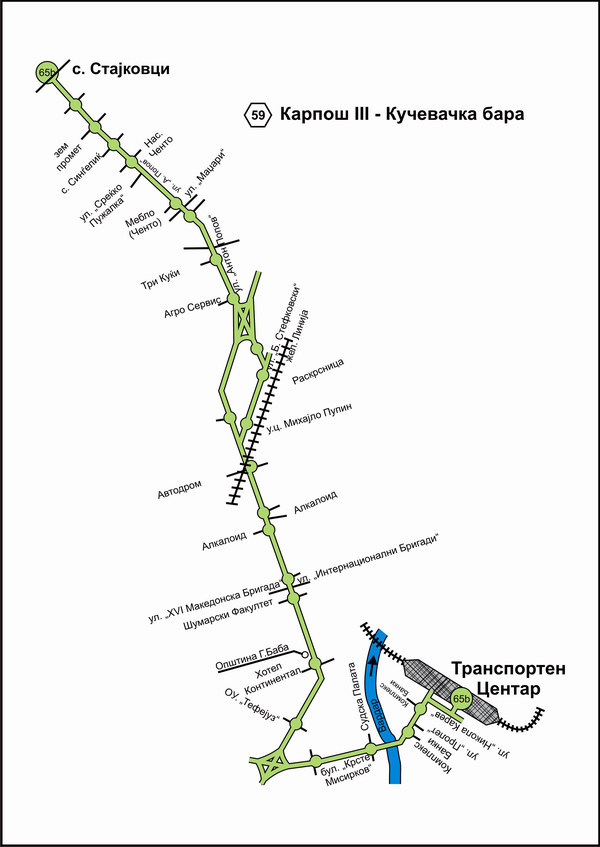 65b
с. Стајковци
59
Карпош III - Кучевачка бара
зем
промет
Нас.
Ченто
с. Синѓелиќ
ул. „А. Попов“
ул. „Маџари“
ул. „Срекко
Пужалка“
Мебло
(Ченто)
ул. „Антон Попов“
Три Куќи
Агро Сервис
ул. „Б. Стефковски“
жел. Линија
Раскрсница
у.ц. Михајло Пупин
Автодром
Алкалоид
Алкалоид
ул. „XVI Македонска Бригада“
ул. „Интернационални Бригади“
Шумарски Факултет
Општина Г.Баба
Хотел
Континентал
ОУ. „Тефејуз“
Судска Палата
Вардар
Комплекс
Банки
Транспортен
Центар
65b
ул. „Никола Карев“
ул. „Пролет“
Комплекс
Банки
бул. „Крсте
Мисирков“